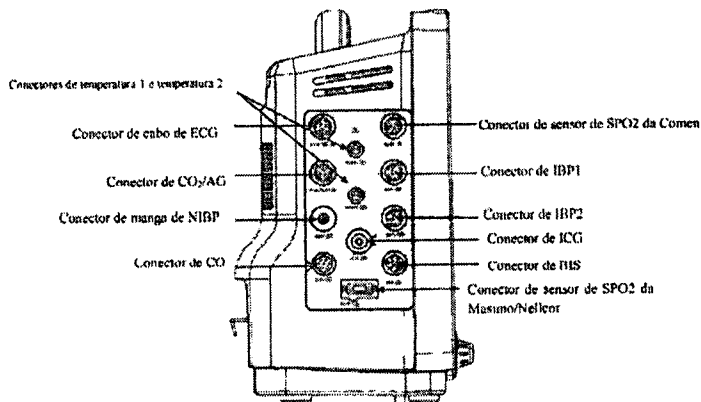 Conectores de temperatura 1 e temperatura 2
Conector de cabo de ECG
Conector de CO₂/AG
Conector de manga de NIBP
Conector de CO
Conector de sensor de SPO2 da Comen
Conector de IBP1
Conector de IBP2
Conector de ICG
Conector de BIS
Conector de sensor de SPO2 da
Masimo/Nellcor